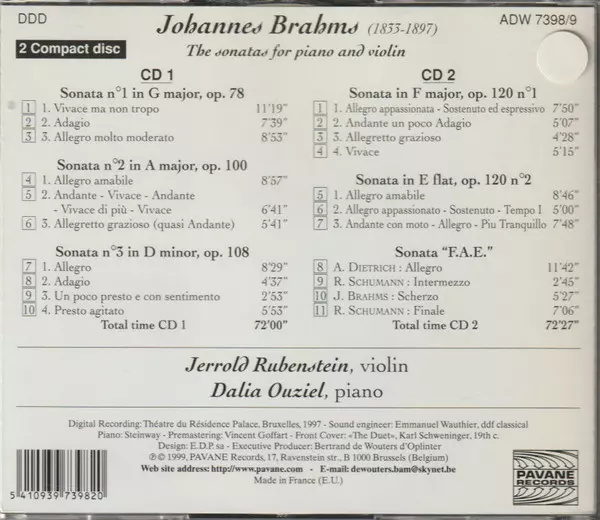 DDD
Johannes Brahms (1833-1897)
ADW 7398/9
2 Compact disc
The sonatas for piano and violin
CD 1
Sonata n°1 in G major, op. 78
1 1. Vivace ma non tropo 11'19"
2 2. Adagio 7'39"
3 3. Allegro molto moderato 8'53"
Sonata n°2 in A major, op. 100
4 1. Allegro amabile 8'57"
5 2. Andante - Vivace - Andante
- Vivace di più - Vivace 6'41"
6 3. Allegretto grazioso (quasi Andante) 5'41"
Sonata n°3 in D minor, op. 108
7 1. Allegro 8'29"
8 2. Adagio 4'37"
9 3. Un poco presto e con sentimento 2'53"
10 4. Presto agitato 5'53"
Total time CD 1 72'00"
CD 2
Sonata in F major, op. 120 n°1
1 1. Allegro appassionata - Sostenuto ed espressivo 7'50"
2 2. Andante un poco Adagio 5'07"
3 3. Allegretto grazioso 4'28"
4 4. Vivace 5'15"
Sonata in E flat, op. 120 n°2
5 1. Allegro amabile 8'46"
6 2. Allegro appassionato - Sostenuto - Tempo I 5'00"
7 3. Andante con moto - Allegro - Piu Tranquillo 7'48"
Sonata "F.A.E."
8 A. DIETRICH : Allegro 11'42"
9 R. SCHUMANN : Intermezzo 2'45"
10 J. BRAHMS : Scherzo 5'27"
11 R. SCHUMANN : Finale 7'06"
Total time CD 2 72'27"
Jerrold Rubenstein, violin
Dalia Ouziel, piano
Digital Recording: Théatre du Résidence Palace, Bruxelles, 1997 - Sound engineer: Emmanuel Wauthier, ddf classical
Piano: Steinway - Premastering: Vincent Goffart - Front Cover: «The Duet», Karl Schweninger, 19th c.
Design: E.D.P. sa - Executive Producer: Bertrand de Wouters d'Oplinter
℗ © 1999, PAVANE Records, 17, Ravenstein str., B 1000 Brussels (Belgium)
Web site address: http://www.pavane.com - E-mail: dewouters.bam@skynet.be
Made in France (E.U.)
5 410939 739820
PAVANE
RECORDS